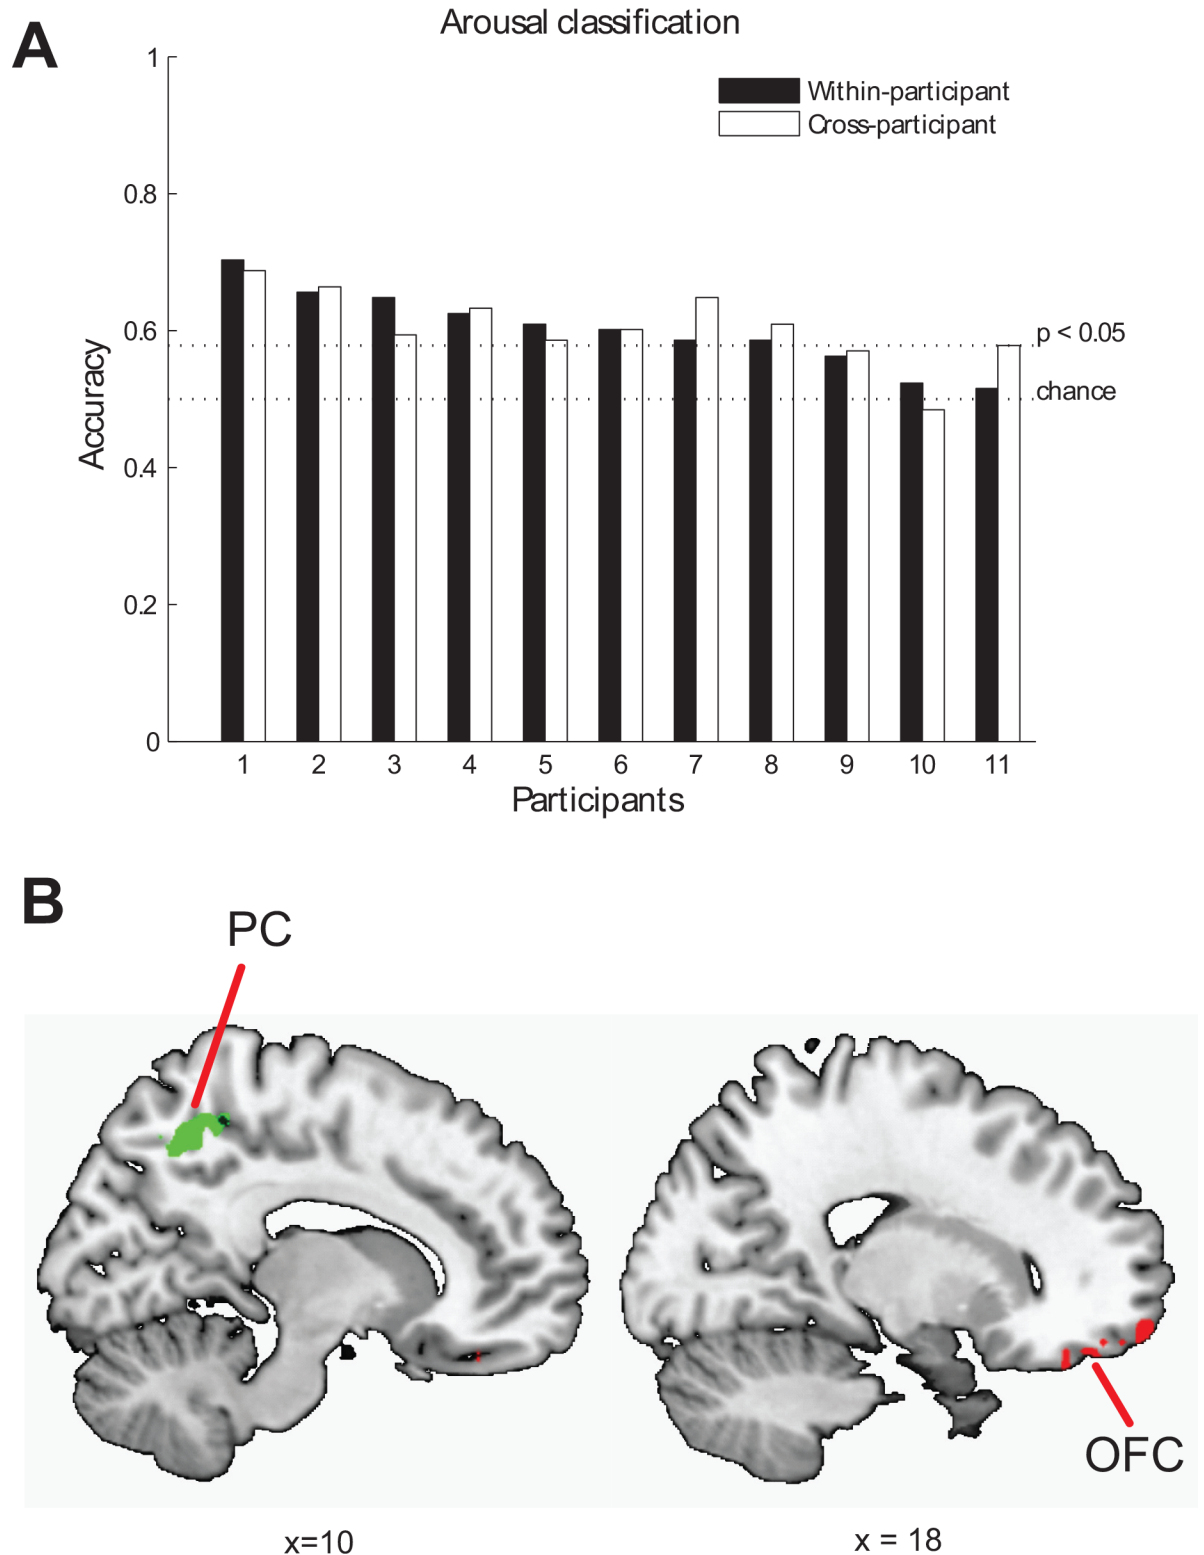 A
Arousal classification
1
Within-participant
Cross-participant
0.8
0.6
p < 0.05
chance
0.4
0.2
0
Accuracy
1 2 3 4 5 6 7 8 9 10 11
Participants
B
PC
OFC
x=10
x = 18